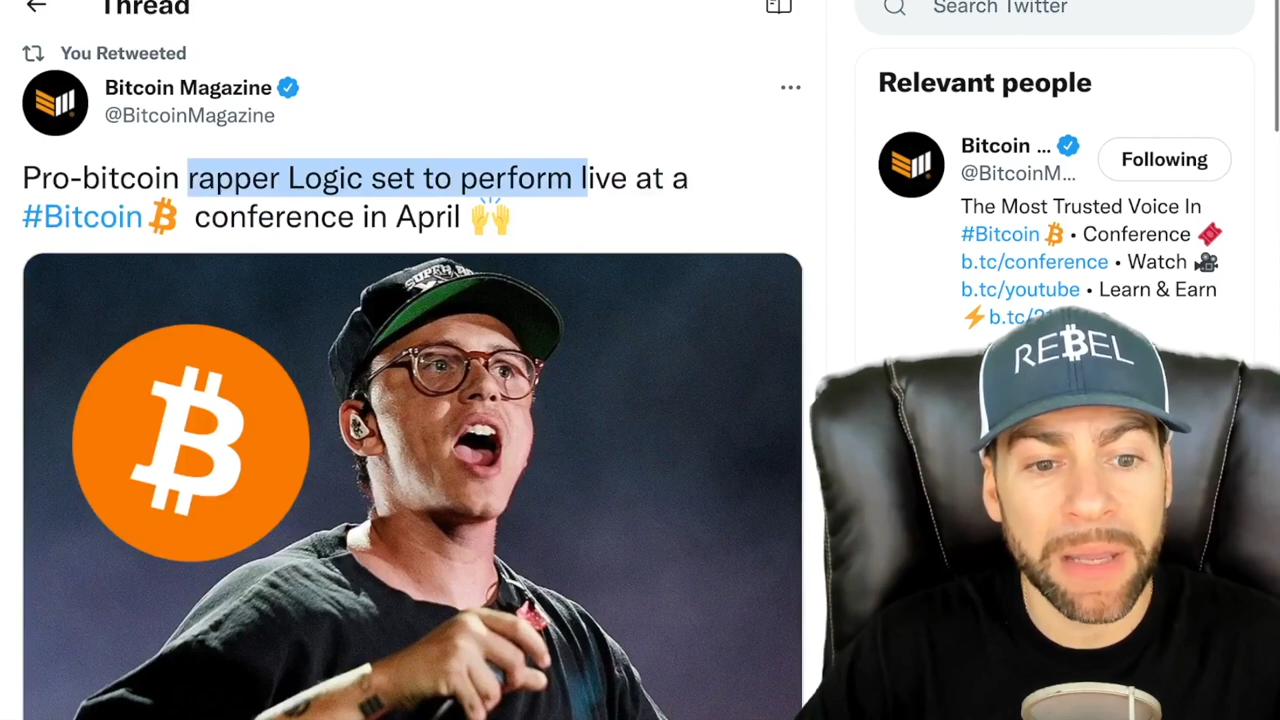 Thread
Search Twitter
You Retweeted
Bitcoin Magazine
@BitcoinMagazine
Pro-bitcoin rapper Logic set to perform live at a
#Bitcoin conference in April 🙌
Relevant people
Bitcoin ...
@BitcoinM...
Following
The Most Trusted Voice In
#Bitcoin • Conference
b.tc/conference • Watch 🎥
b.tc/youtube • Learn & Earn
⚡b.tc/21
REBEL